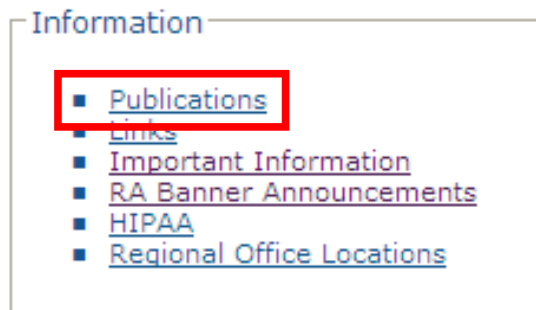 Information
Publications
Links
Important Information
RA Banner Announcements
HIPAA
Regional Office Locations